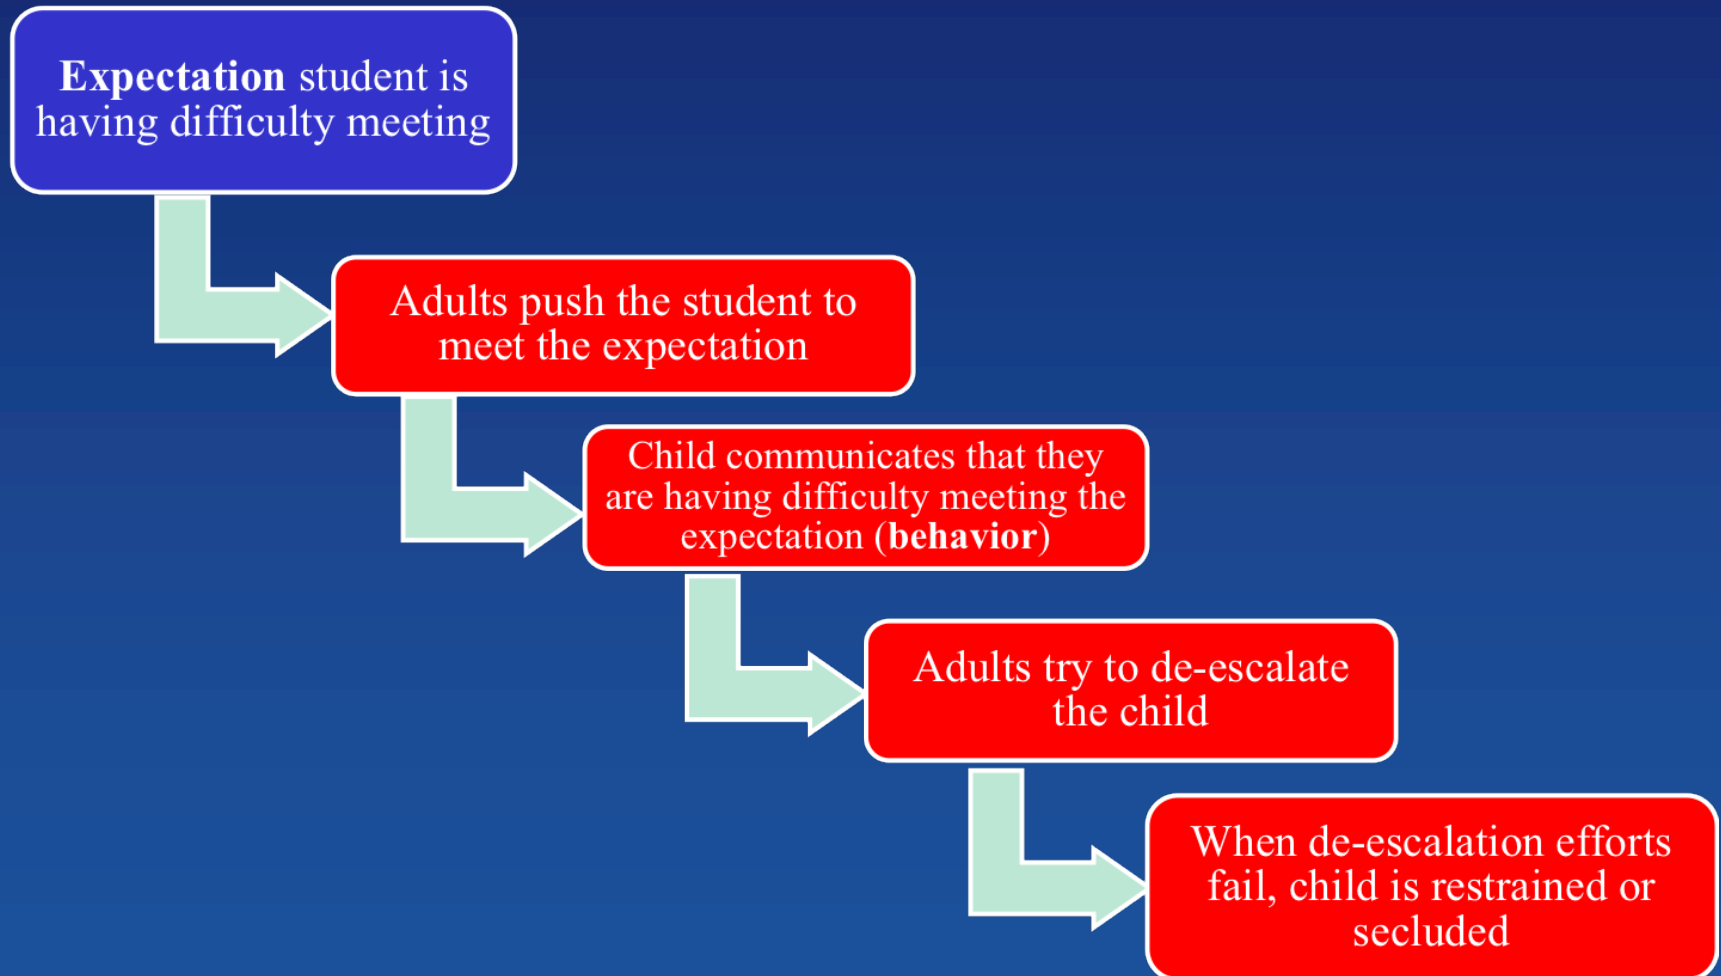 Expectation student is
having difficulty meeting
Adults push the student to
meet the expectation
Child communicates that they
are having difficulty meeting the
expectation (behavior)
Adults try to de-escalate
the child
When de-escalation efforts
fail, child is restrained or
secluded